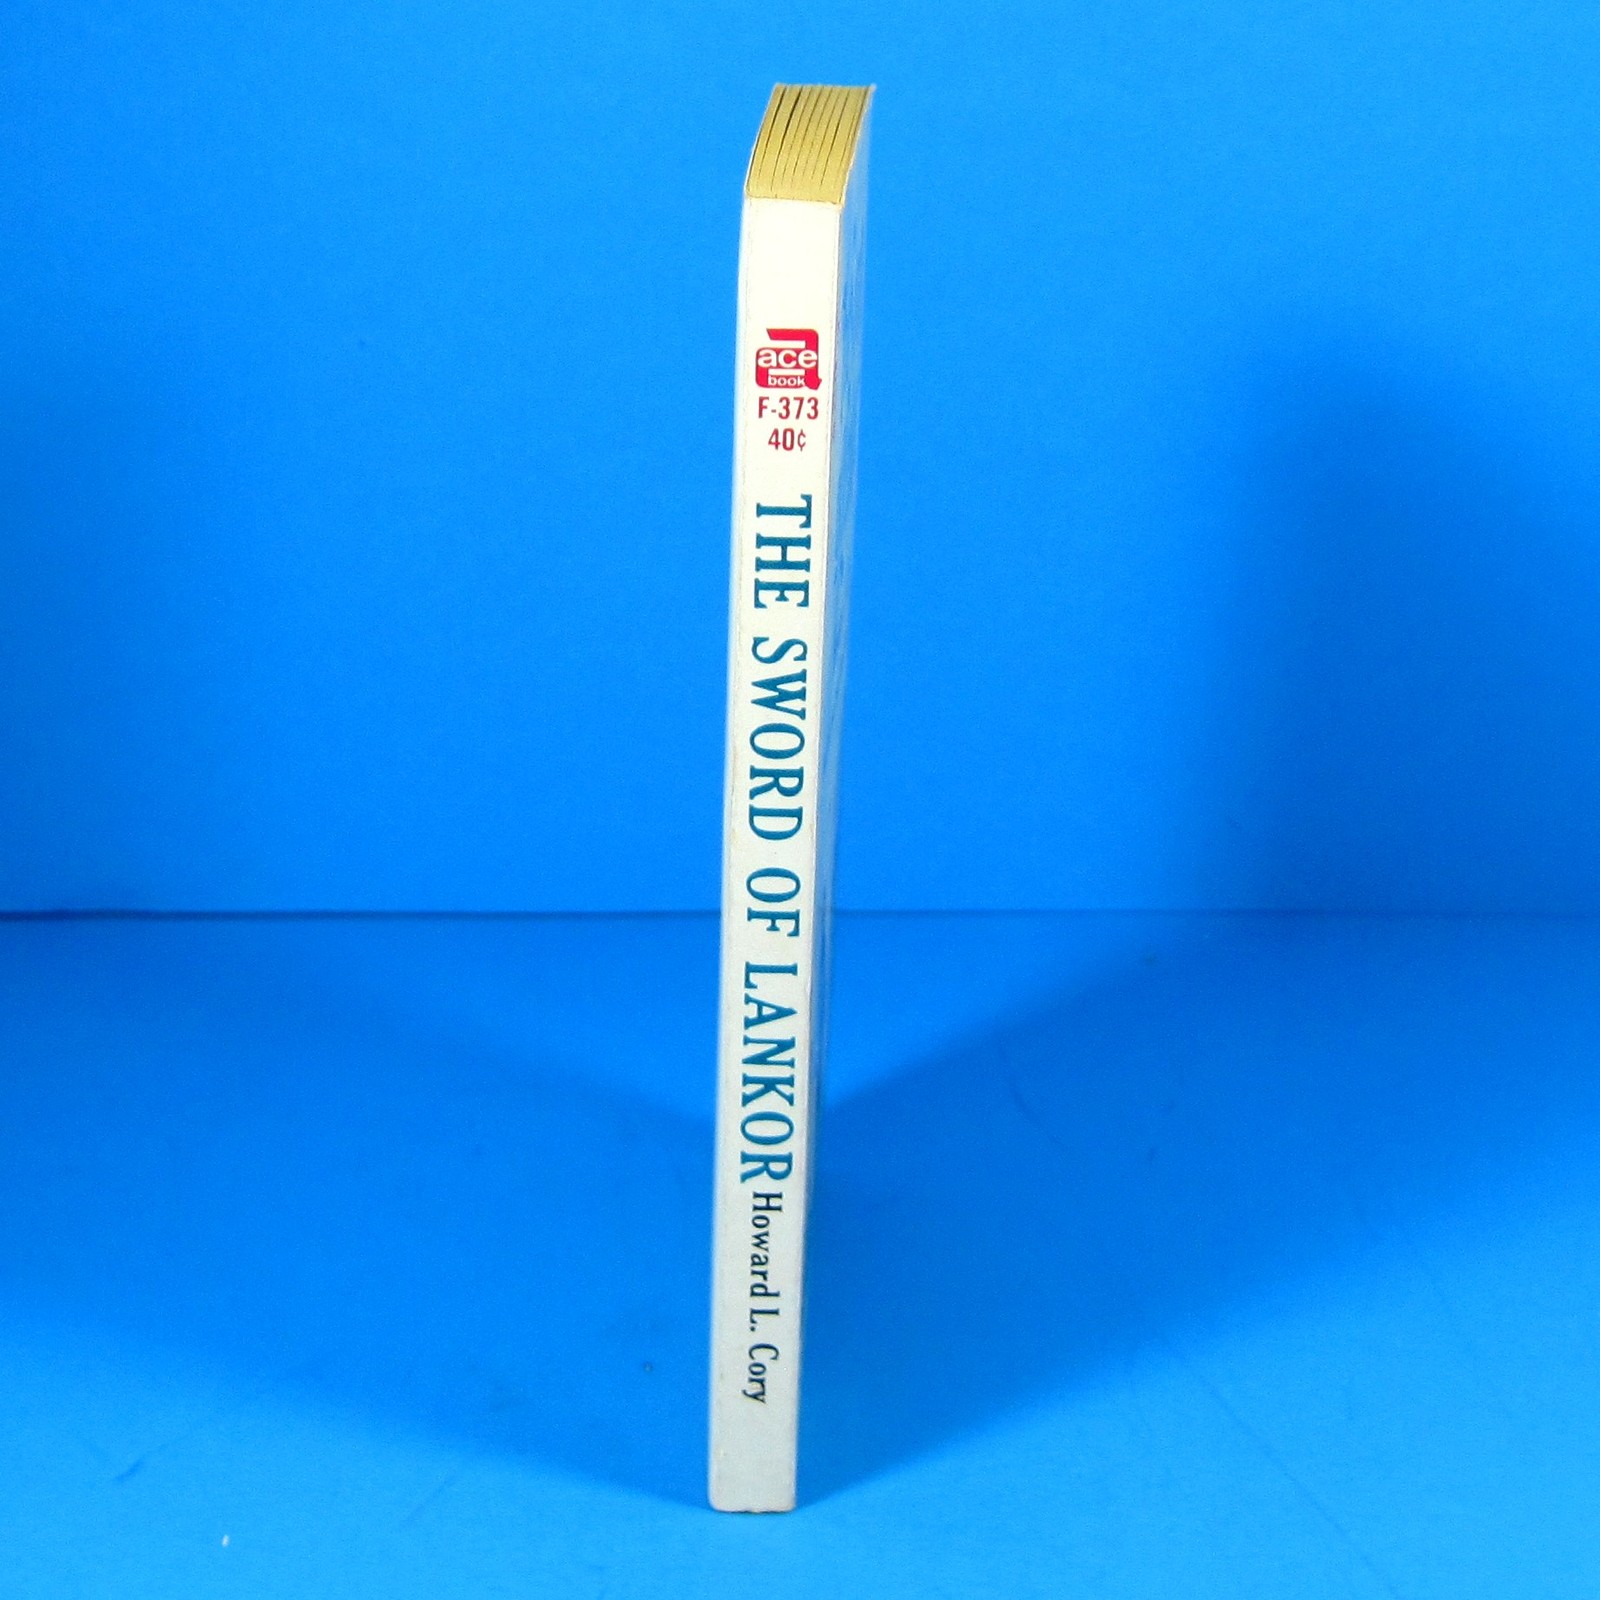 ace
book
F-373
40¢
THE SWORD OF LANKOR
Howard L. Cory